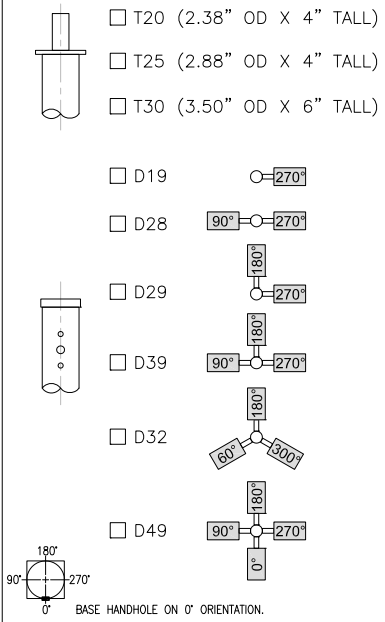 T20 (2.38” OD X 4” TALL)
T25 (2.88” OD X 4” TALL)
T30 (3.50” OD X 6” TALL)
D19 270°
D28 90° 270°
180°
D29 270°
180°
D39 90° 270°
180°
D32 60° 300°
180°
D49 90° 270°
0°
180°
90° 270°
0° BASE HANDHOLE ON 0° ORIENTATION.